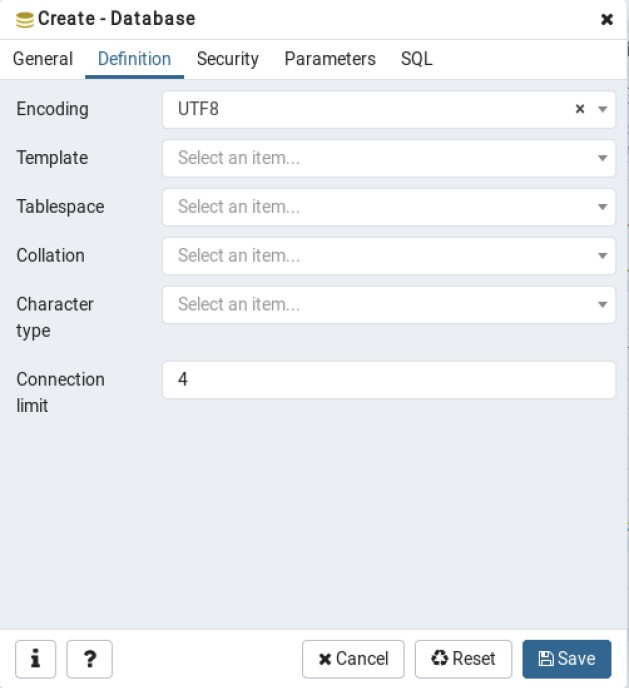 Create - Database
General Definition Security Parameters SQL
Encoding UTF8
Template Select an item...
Tablespace Select an item...
Collation Select an item...
Character type Select an item...
Connection limit 4
Cancel Reset Save